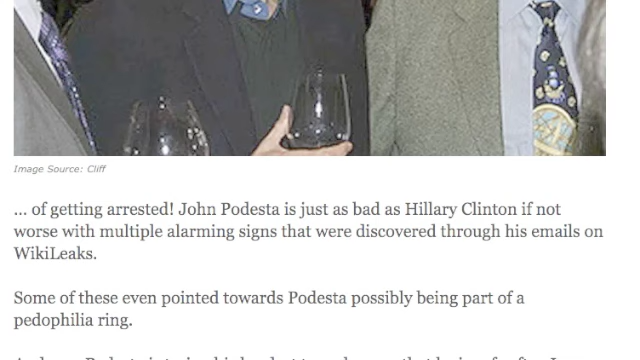 Image Source: Cliff
... of getting arrested! John Podesta is just as bad as Hillary Clinton if not
worse with multiple alarming signs that were discovered through his emails on
WikiLeaks.
Some of these even pointed towards Podesta possibly being part of a
pedophilia ring.